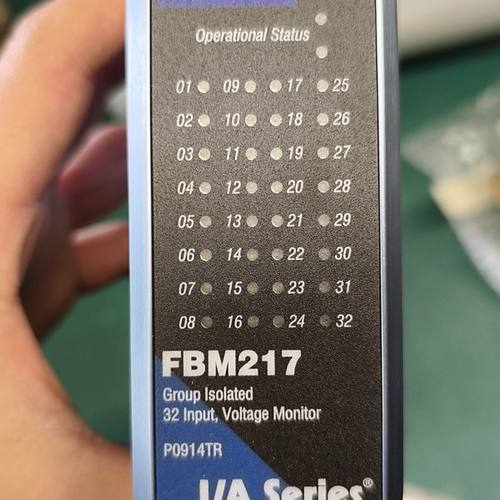 Operational Status
01 09 17 25
02 10 18 26
03 11 19 27
04 12 20 28
05 13 21 29
06 14 22 30
07 15 23 31
08 16 24 32
FBM217
Group Isolated
32 Input, Voltage Monitor
P0914TR
I/A Series®